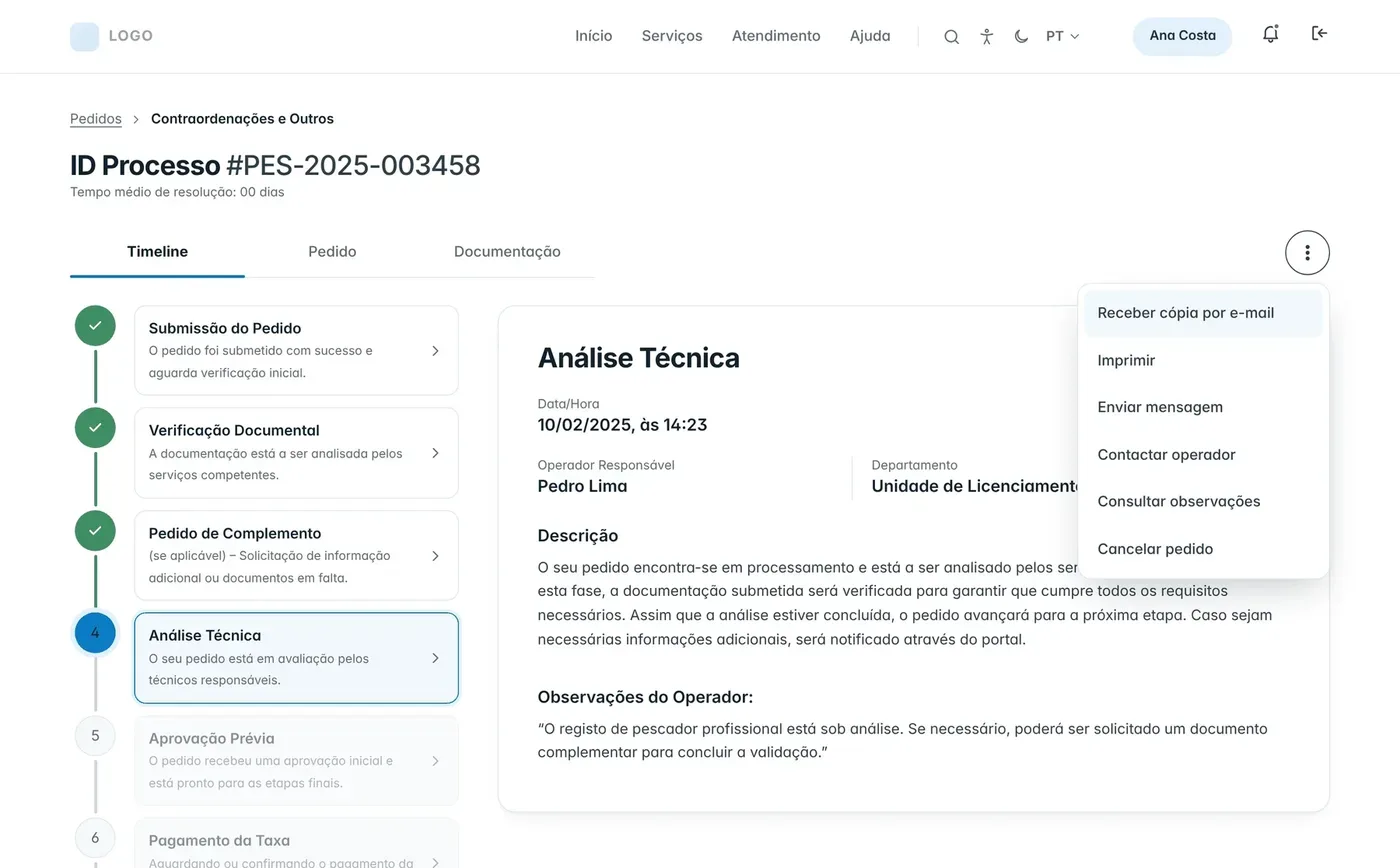 LOGO
Início
Serviços
Atendimento
Ajuda
PT
Ana Costa
Pedidos
Contraordenações e Outros
ID Processo #PES-2025-003458
Tempo médio de resolução: 00 dias
Timeline
Pedido
Documentação
Submissão do Pedido
O pedido foi submetido com sucesso e
aguarda verificação inicial.
Verificação Documental
A documentação está a ser analisada pelos
serviços competentes.
Pedido de Complemento
(se aplicável) – Solicitação de informação
adicional ou documentos em falta.
4
Análise Técnica
O seu pedido está em avaliação pelos
técnicos responsáveis.
5
Aprovação Prévia
O pedido recebeu uma aprovação inicial e
está pronto para as etapas finais.
6
Pagamento da Taxa
Aguardando ou confirmando o pagamento da
Análise Técnica
Data/Hora
10/02/2025, às 14:23
Operador Responsável
Pedro Lima
Departamento
Unidade de Licenciamento
Descrição
O seu pedido encontra-se em processamento e está a ser analisado pelos
esta fase, a documentação submetida será verificada para garantir que cumpre todos os requisitos
necessários. Assim que a análise estiver concluída, o pedido avançará para a próxima etapa. Caso sejam
necessárias informações adicionais, será notificado através do portal.
Observações do Operador:
“O registo de pescador profissional está sob análise. Se necessário, poderá ser solicitado um documento
complementar para concluir a validação.”
Receber cópia por e-mail
Imprimir
Enviar mensagem
Contactar operador
Consultar observações
Cancelar pedido